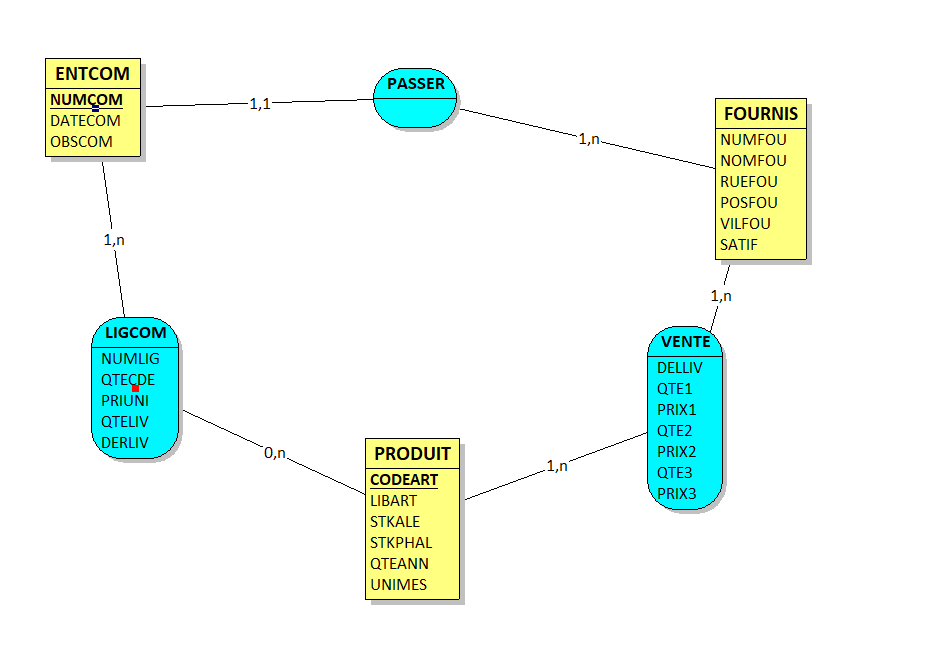 ENTCOM
NUMCOM
DATECOM
OBSCOM
1,1
PASSER
1,n
FOURNIS
NUMFOU
NOMFOU
RUEFOU
POSFOU
VILFOU
SATIF
1,n
1,n
LIGCOM
NUMLIG
QTECDE
PRIUNI
QTELIV
DERLIV
0,n
PRODUIT
CODEART
LIBART
STKALE
STKPHAL
QTEANN
UNIMES
1,n
VENTE
DELLIV
QTE1
PRIX1
QTE2
PRIX2
QTE3
PRIX3